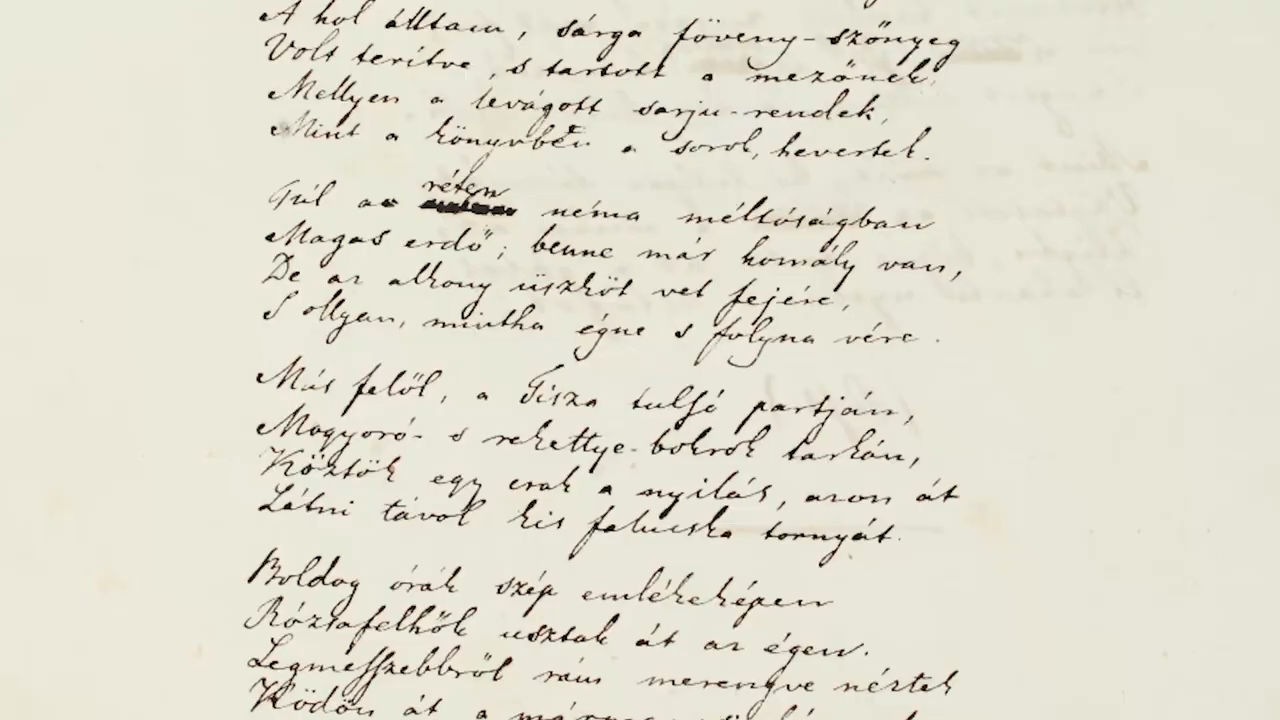 A hol álltam, sárga föveny-szőnyeg
Volt terítve, s tartott a mezőnek,
Mellyen a levágott sarju-rendek,
Mint a könyvben a sorok, hevertek.
Túl a réten néma méltóságban
Magas erdő; benne már homály van,
De az alkony üszköt vet fejére,
S ollyan, mintha égne s folyna vére.
Más felől, a Tisza tulsó partján,
Mogyoró- s rekettye-bokrok tarkán,
Köztök egy csak a nyilás, azon át
Látni távol kis falucska tornyát.
Boldog órák szép emlékeképen
Rózsafelhők usztak át az égen.
Legmesszebbről rám merengve néztek
Ködön át a